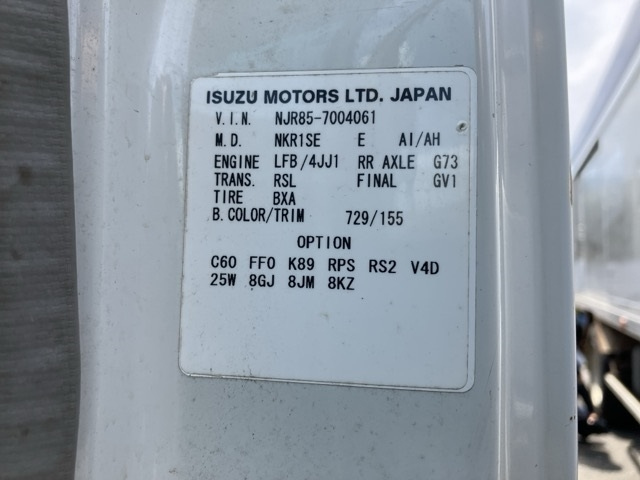 ISUZU MOTORS LTD. JAPAN
V.I.N. NJR85-7004061
M.D. NKR1SE E AI/AH
ENGINE LFB/4JJ1 RR AXLE G73
TRANS. RSL FINAL GV1
TIRE BXA
B.COLOR/TRIM 729/155
OPTION
C60 FF0 K89 RPS RS2 V4D
25W 8GJ 8JM 8KZ